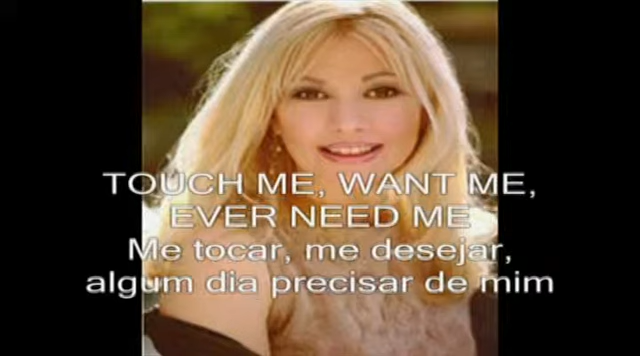 TOUCH ME, WANT ME,
EVER NEED ME
Me tocar, me desejar,
algum dia precisar de mim